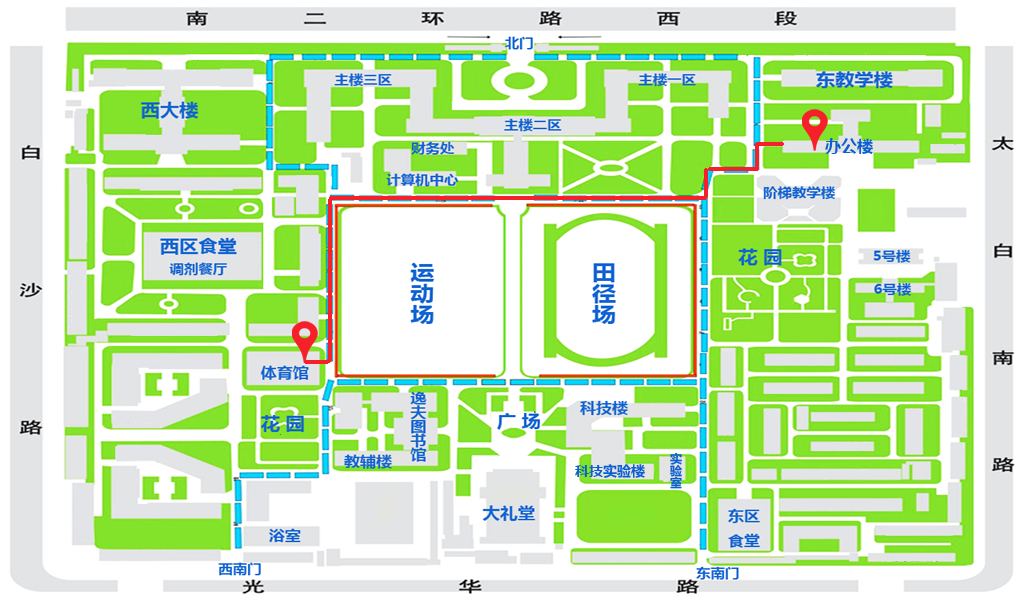 南二环路西段
北门
主楼三区
主楼一区
东教学楼
西大楼
主楼二区
财务处
办公楼
计算机中心
阶梯教学楼
白沙路
太白南路
西区食堂
调剂餐厅
运动场
田径场
花园
5号楼
6号楼
体育馆
花园
逸夫图书馆
广场
科技楼
教辅楼
科技实验楼
实验室
大礼堂
东区
食堂
浴室
西南门
东南门
光华路